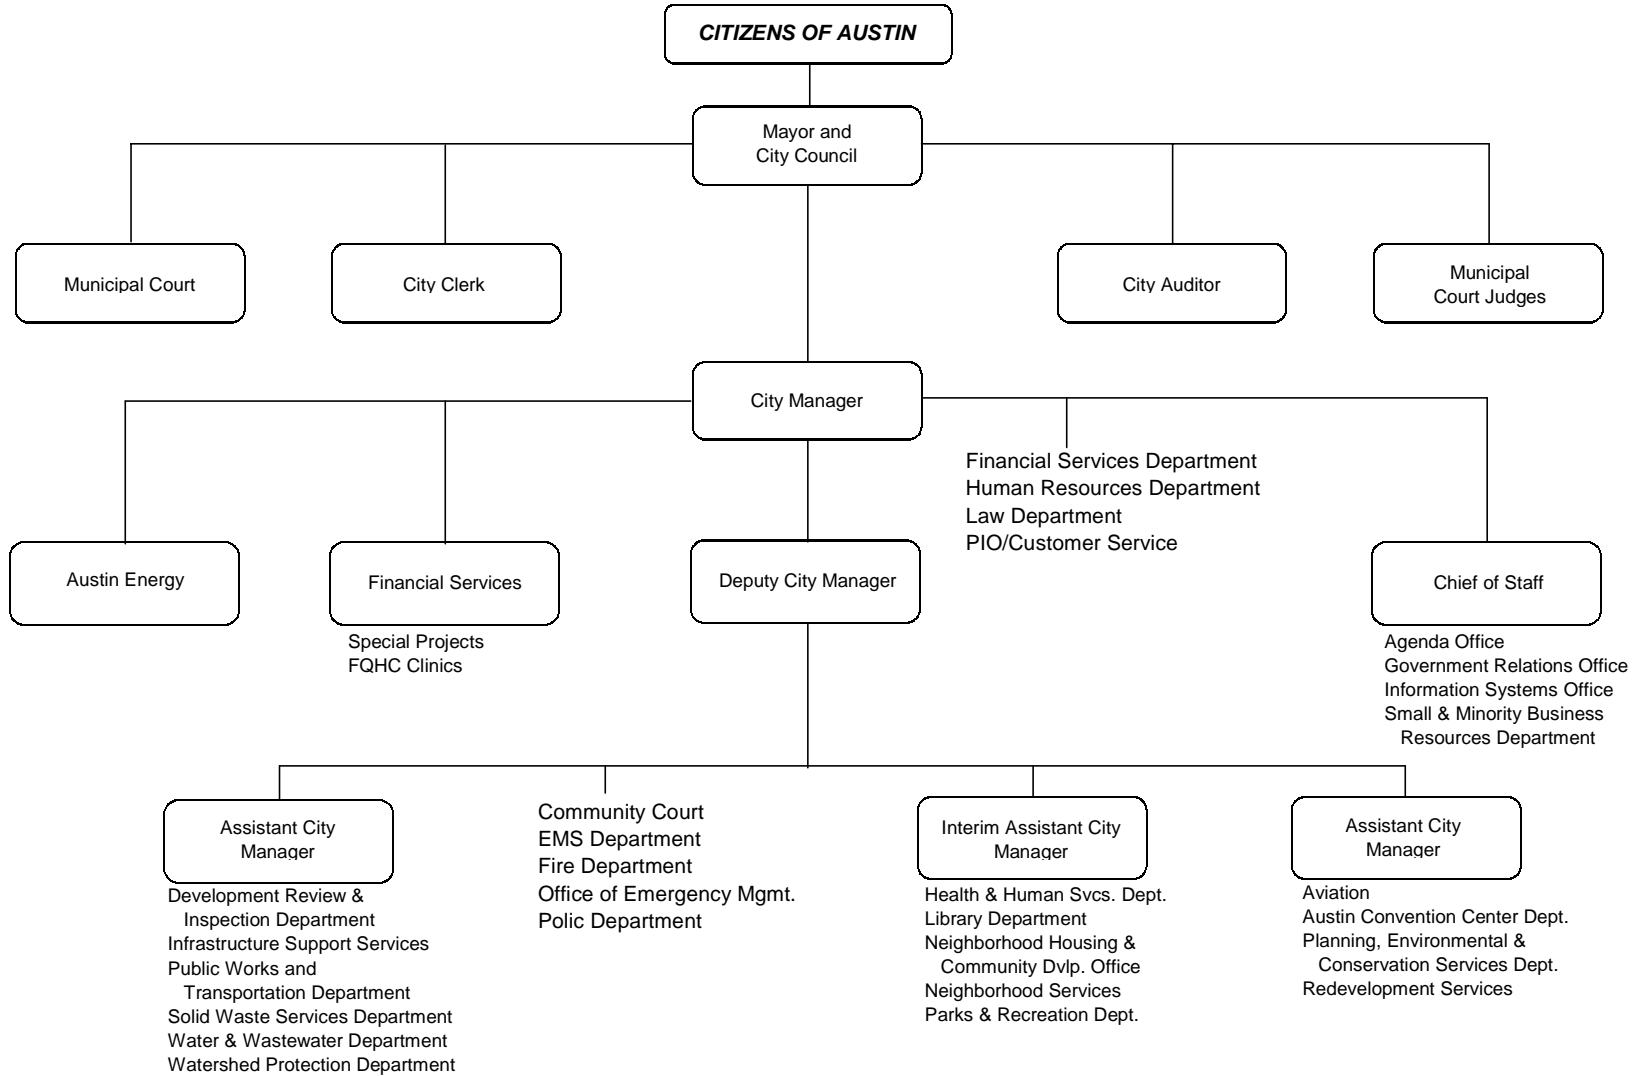 CITIZENS OF AUSTIN
Mayor and
City Council
Municipal Court
City Clerk
City Auditor
Municipal
Court Judges
City Manager
Financial Services Department
Human Resources Department
Law Department
PIO/Customer Service
Austin Energy
Financial Services
Special Projects
FQHC Clinics
Deputy City Manager
Chief of Staff
Agenda Office
Government Relations Office
Information Systems Office
Small & Minority Business
Resources Department
Assistant City
Manager
Development Review &
Inspection Department
Infrastructure Support Services
Public Works and
Transportation Department
Solid Waste Services Department
Water & Wastewater Department
Watershed Protection Department
Community Court
EMS Department
Fire Department
Office of Emergency Mgmt.
Polic Department
Interim Assistant City
Manager
Health & Human Svcs. Dept.
Library Department
Neighborhood Housing &
Community Dvlp. Office
Neighborhood Services
Parks & Recreation Dept.
Assistant City
Manager
Aviation
Austin Convention Center Dept.
Planning, Environmental &
Conservation Services Dept.
Redevelopment Services